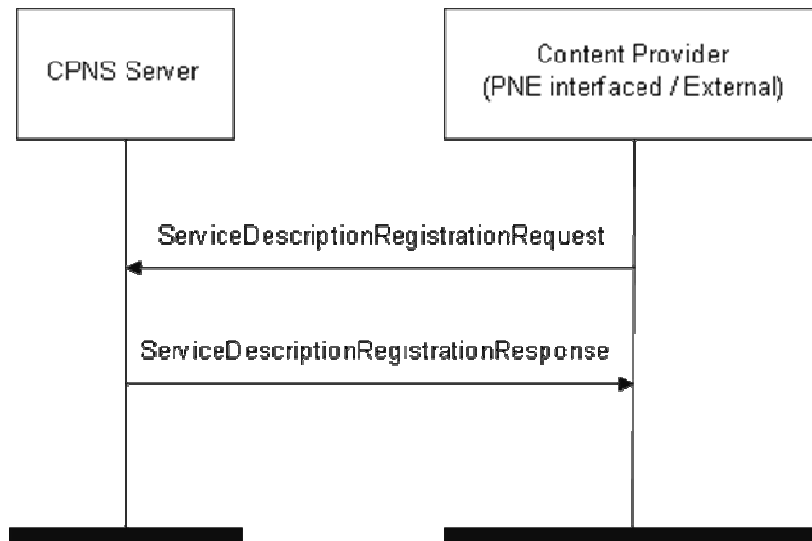 CPNS Server
Content Provider
(PNE interfaced / External)
ServiceDescriptionRegistrationRequest
ServiceDescriptionRegistrationResponse